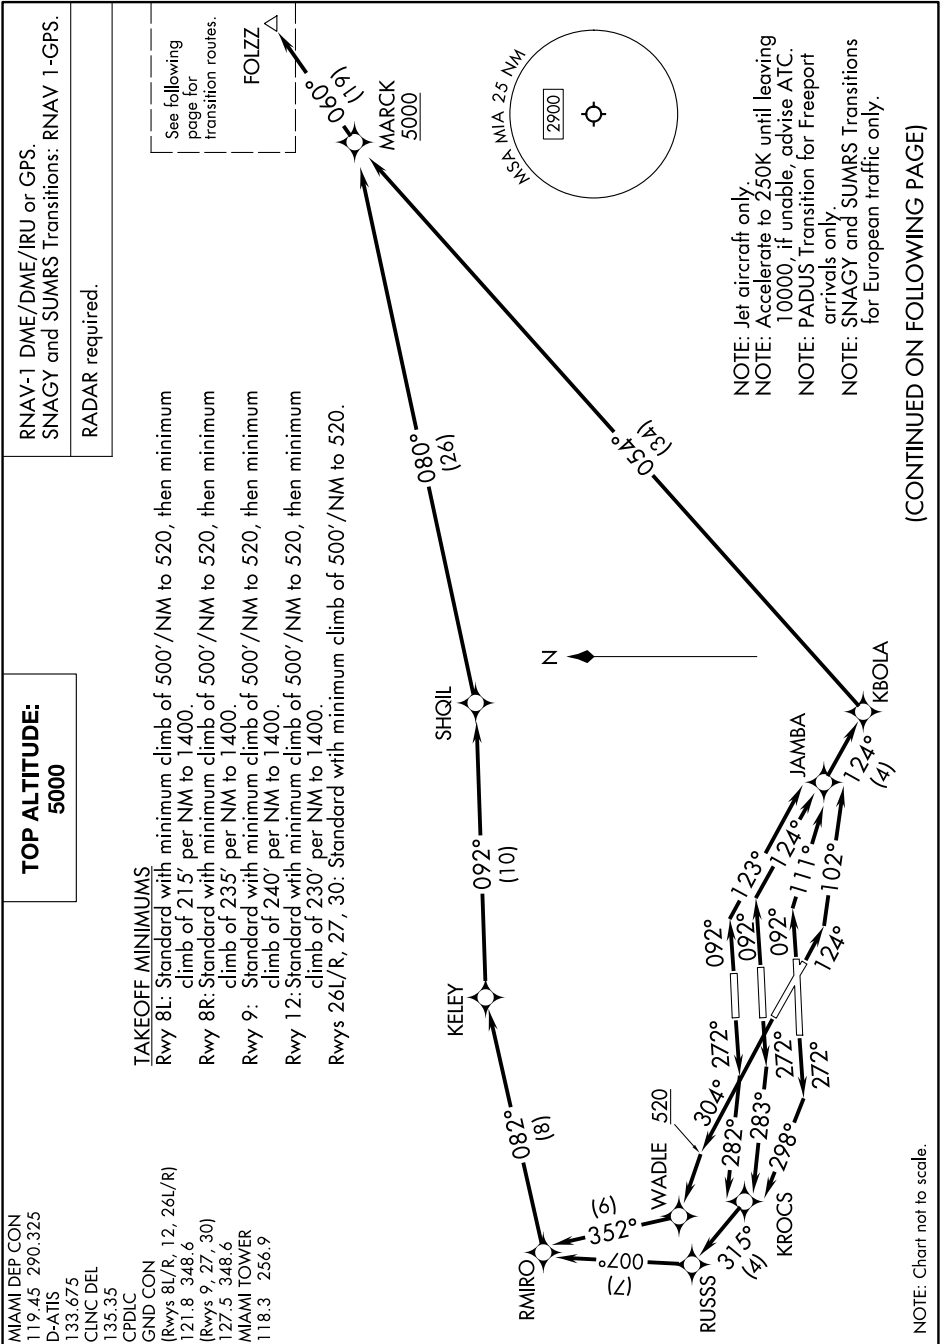 MIAMI DEP CON
119.45 290.325
D-ATIS
133.675
CLNC DEL
135.35
CPDLC
GND CON
(Rwys 8L/R, 12, 26L/R)
121.8 348.6
(Rwys 9, 27, 30)
127.5 348.6
MIAMI TOWER
118.3 256.9
TOP ALTITUDE:
5000
RNAV-1 DME/DME/IRU or GPS.
SNAGY and SUMRS Transitions: RNAV 1-GPS.
RADAR required.
TAKEOFF MINIMUMS
Rwy 8L: Standard with minimum climb of 500'/NM to 520, then minimum
climb of 215' per NM to 1400.
Rwy 8R: Standard with minimum climb of 500'/NM to 520, then minimum
climb of 235' per NM to 1400.
Rwy 9: Standard with minimum climb of 500'/NM to 520, then minimum
climb of 240' per NM to 1400.
Rwy 12: Standard with minimum climb of 500'/NM to 520, then minimum
climb of 230' per NM to 1400.
Rwys 26L/R, 27, 30: Standard wtih minimum climb of 500'/NM to 520.
See following
page for
transition routes.
FOLZZ
060°
(19)
MARCK
5000
MSA MIA 25 NM
2900
080°
(26)
SHQIL
092°
(10)
KELEY
082°
(8)
RMIRO
352°
(6)
007°
(7)
WADLE
520
RUSSS
315°
(4)
KROCS
304°
282°
283°
298°
272°
272°
272°
092°
092°
092°
123°
124°
111°
102°
124°
JAMBA
124°
(4)
KBOLA
054°
(34)
N
NOTE: Jet aircraft only.
NOTE: Accelerate to 250K until leaving
10000, if unable, advise ATC.
NOTE: PADUS Transition for Freeport
arrivals only.
NOTE: SNAGY and SUMRS Transitions
for European traffic only.
(CONTINUED ON FOLLOWING PAGE)
NOTE: Chart not to scale.